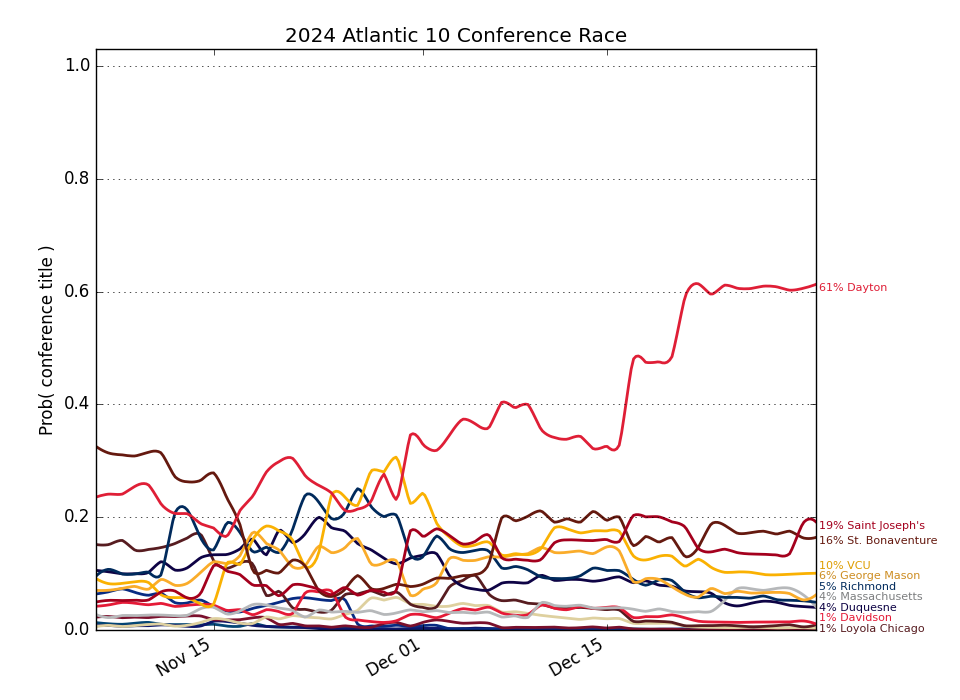 2024 Atlantic 10 Conference Race
Prob( conference title )
1.0
0.8
0.6
0.4
0.2
0.0
Nov 15
Dec 01
Dec 15
61% Dayton
19% Saint Joseph's
16% St. Bonaventure
10% VCU
6% George Mason
5% Richmond
4% Massachusetts
4% Duquesne
1% Davidson
1% Loyola Chicago